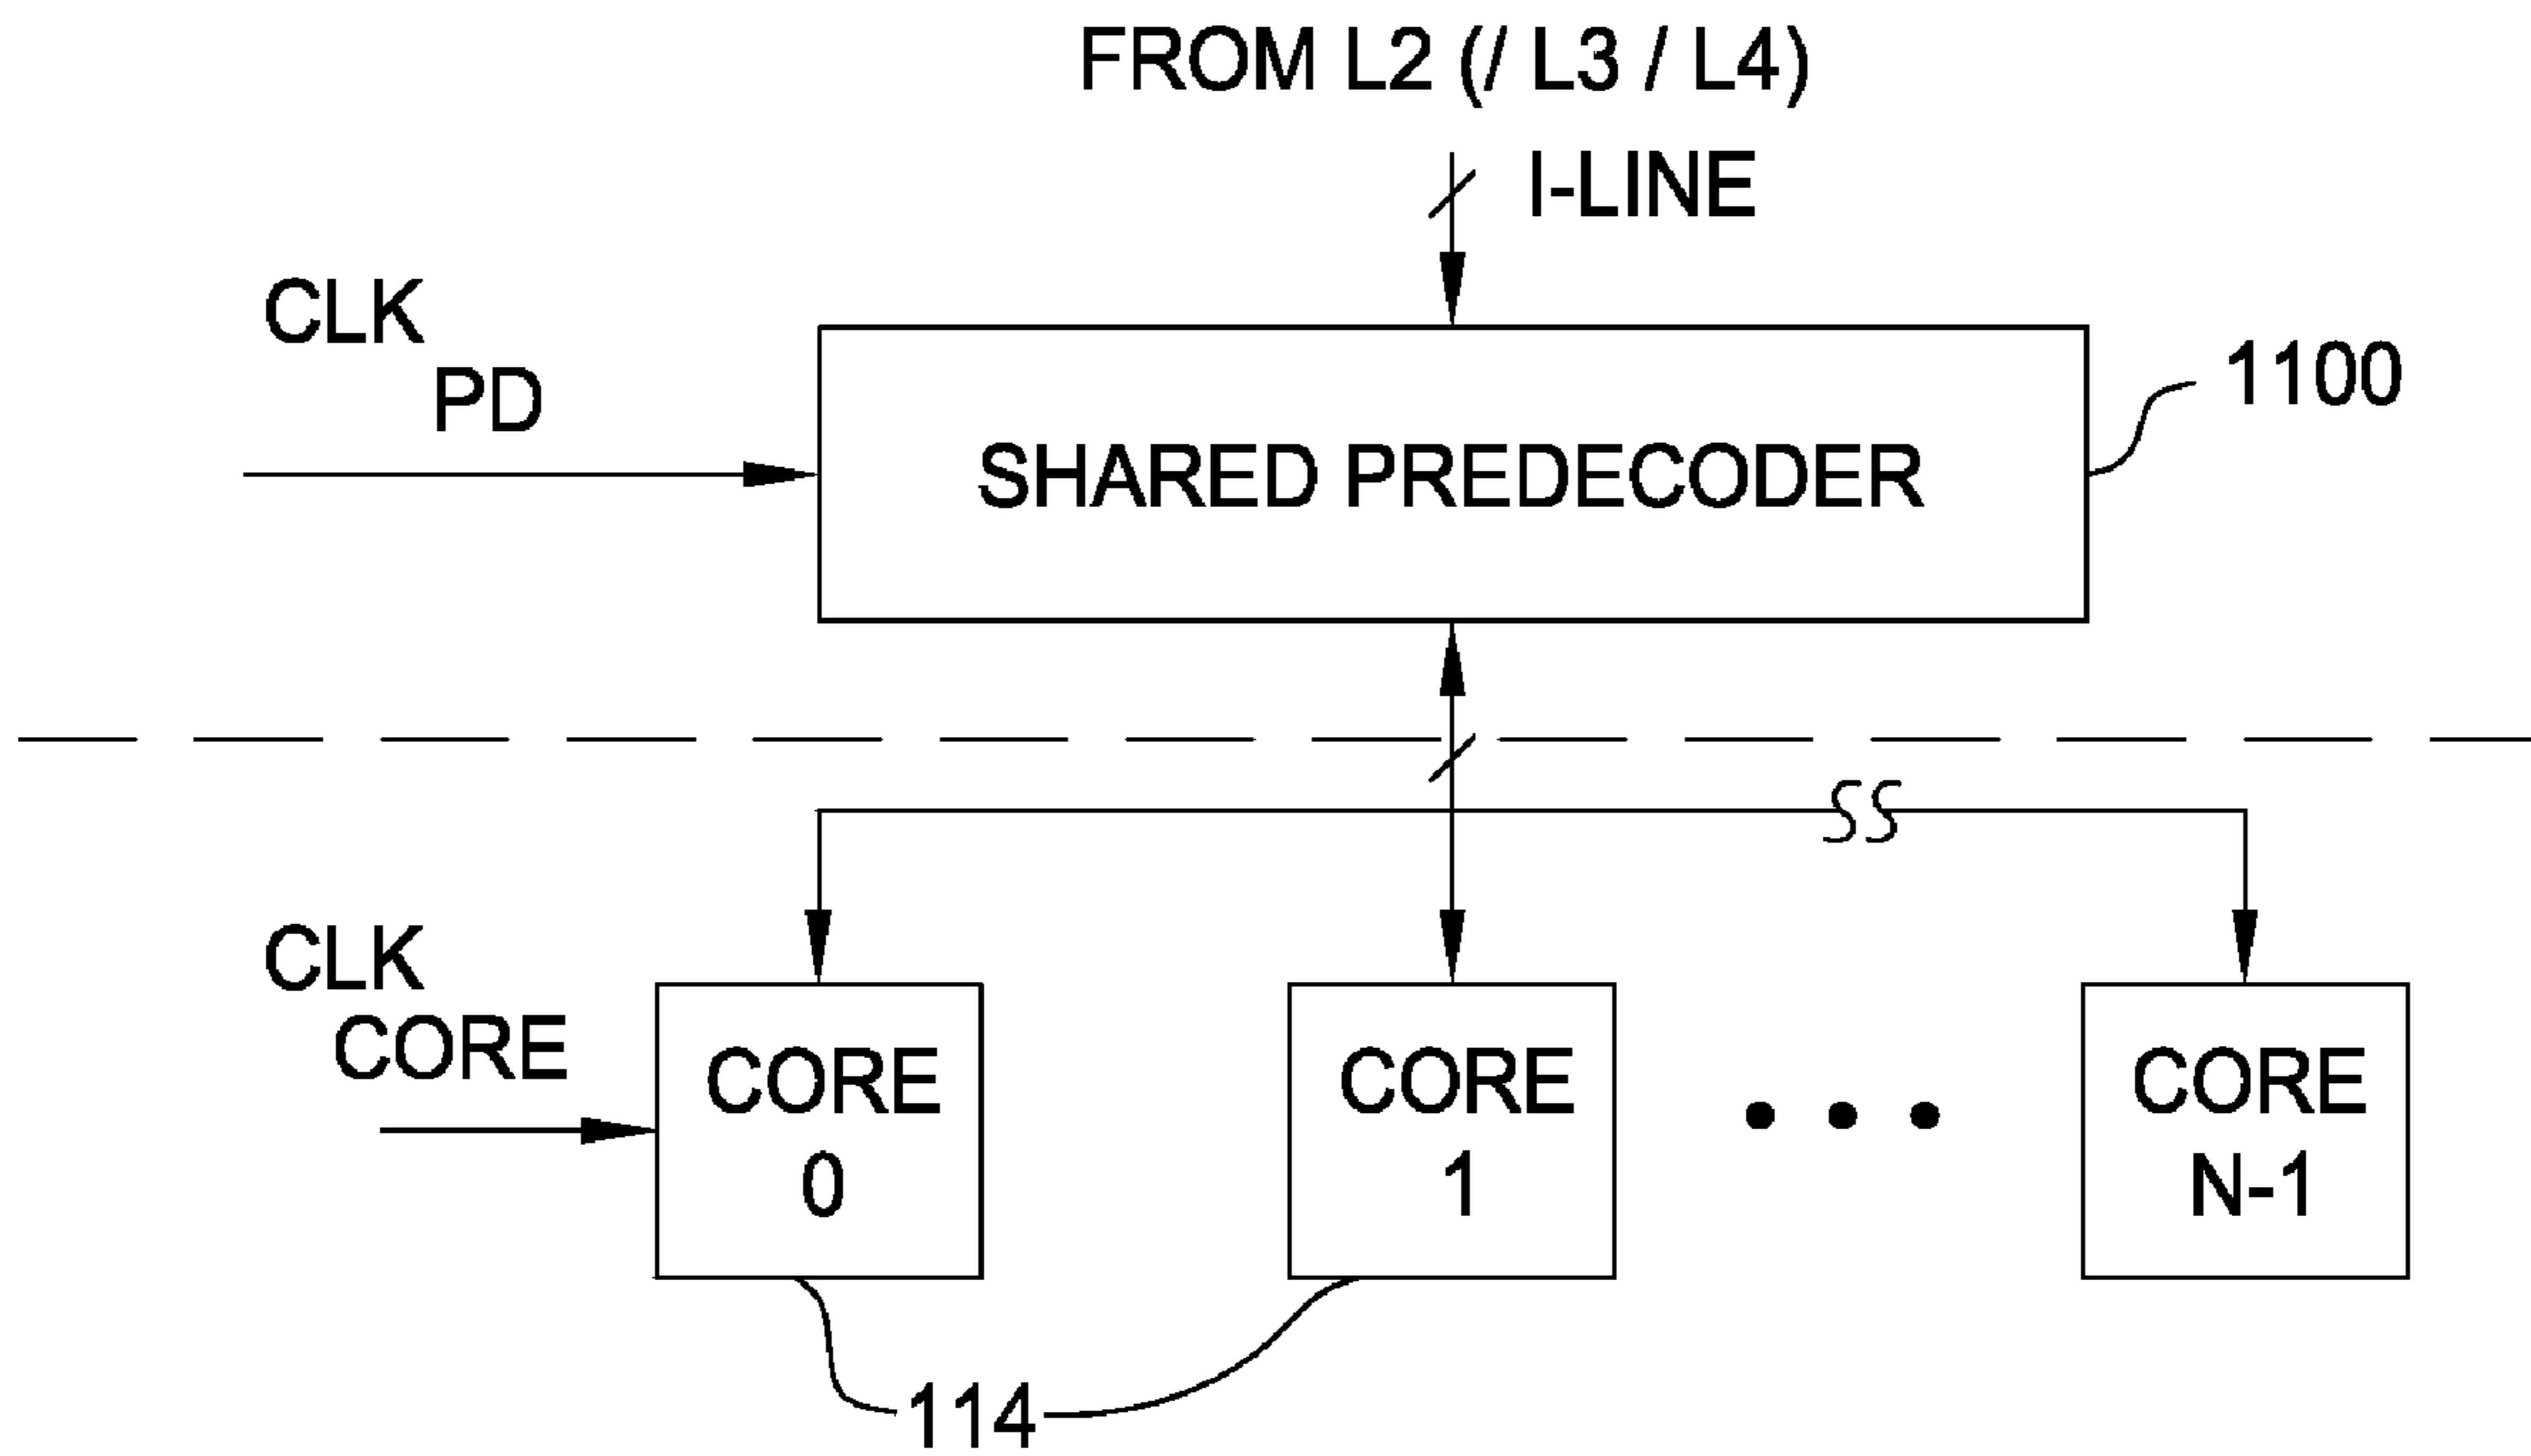 FROM L2 (/ L3 / L4)
I-LINE
CLK
PD
SHARED PREDECODER
1100
CLK
CORE
CORE
0
CORE
1
CORE
N-1
114